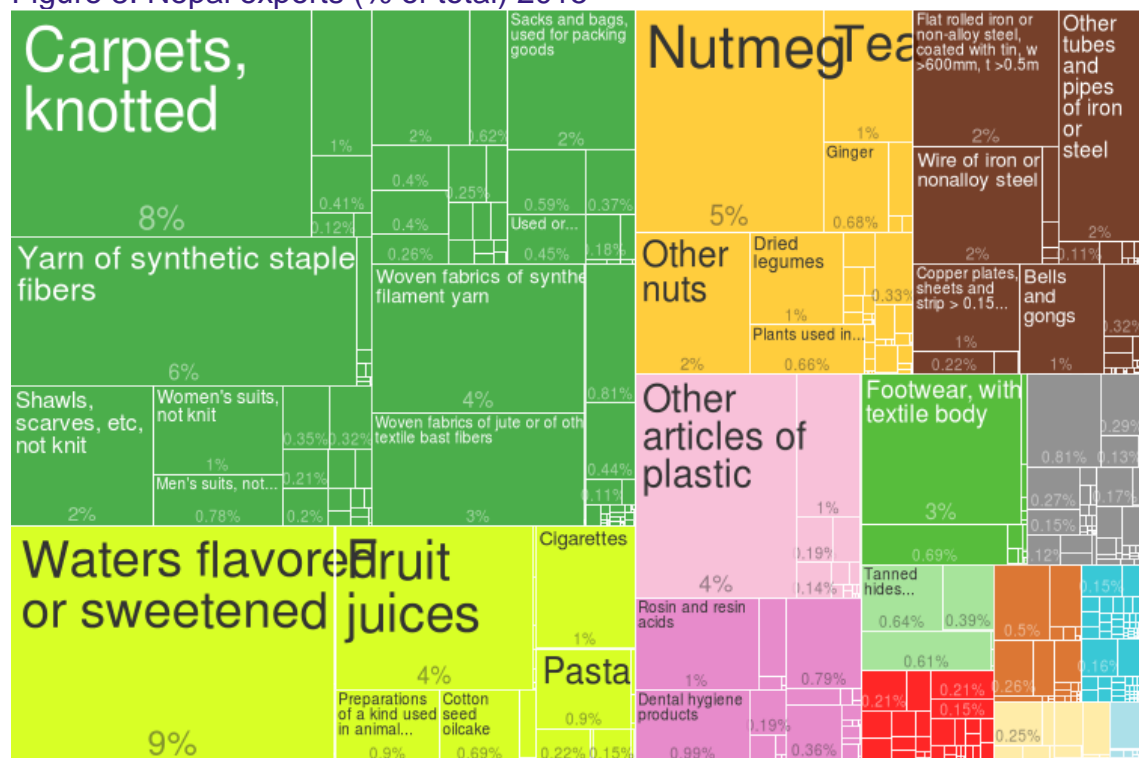 Carpets,
knotted
8%
1%
0.41%
0.12%
2%
0.62%
Sacks and bags,
used for packing
goods
2%
0.4%
0.4%
0.26%
0.25%
0.59%
0.37%
Used or...
0.45%
0.18%
Yarn of synthetic staple
fibers
6%
Woven fabrics of synthe
filament yarn
4%
0.81%
Shawls,
scarves, etc,
not knit
2%
Women's suits,
not knit
1%
Men's suits, not...
0.78%
0.35%
0.32%
0.21%
0.2%
Woven fabrics of jute or of oth
textile bast fibers
3%
0.44%
0.11%
Nutmeg
5%
Tea
1%
Ginger
0.68%
Other
nuts
2%
Dried
legumes
1%
0.33%
Plants used in...
0.66%
Flat rolled iron or
non-alloy steel,
coated with tin, w
>600mm, t >0.5m
2%
Other
tubes
and
pipes
of iron
or
steel
2%
Wire of iron or
nonalloy steel
2%
0.11%
Copper plates,
sheets and
strip > 0.15...
1%
0.22%
Bells
and
gongs
1%
0.32%
Waters flavored
or sweetened
9%
Fruit
juices
4%
Cigarettes
1%
Preparations
of a kind used
in animal...
0.9%
Cotton
seed
oilcake
0.69%
Pasta
0.9%
0.22%
0.15%
Other
articles of
plastic
4%
1%
0.19%
0.14%
Footwear, with
textile body
3%
0.69%
0.81%
0.29%
0.13%
0.27%
0.17%
0.15%
0.12%
Rosin and resin
acids
1%
0.79%
Dental hygiene
products
0.99%
0.19%
0.36%
Tanned
hides...
0.64%
0.39%
0.61%
0.5%
0.26%
0.15%
0.16%
0.21%
0.21%
0.15%
0.25%